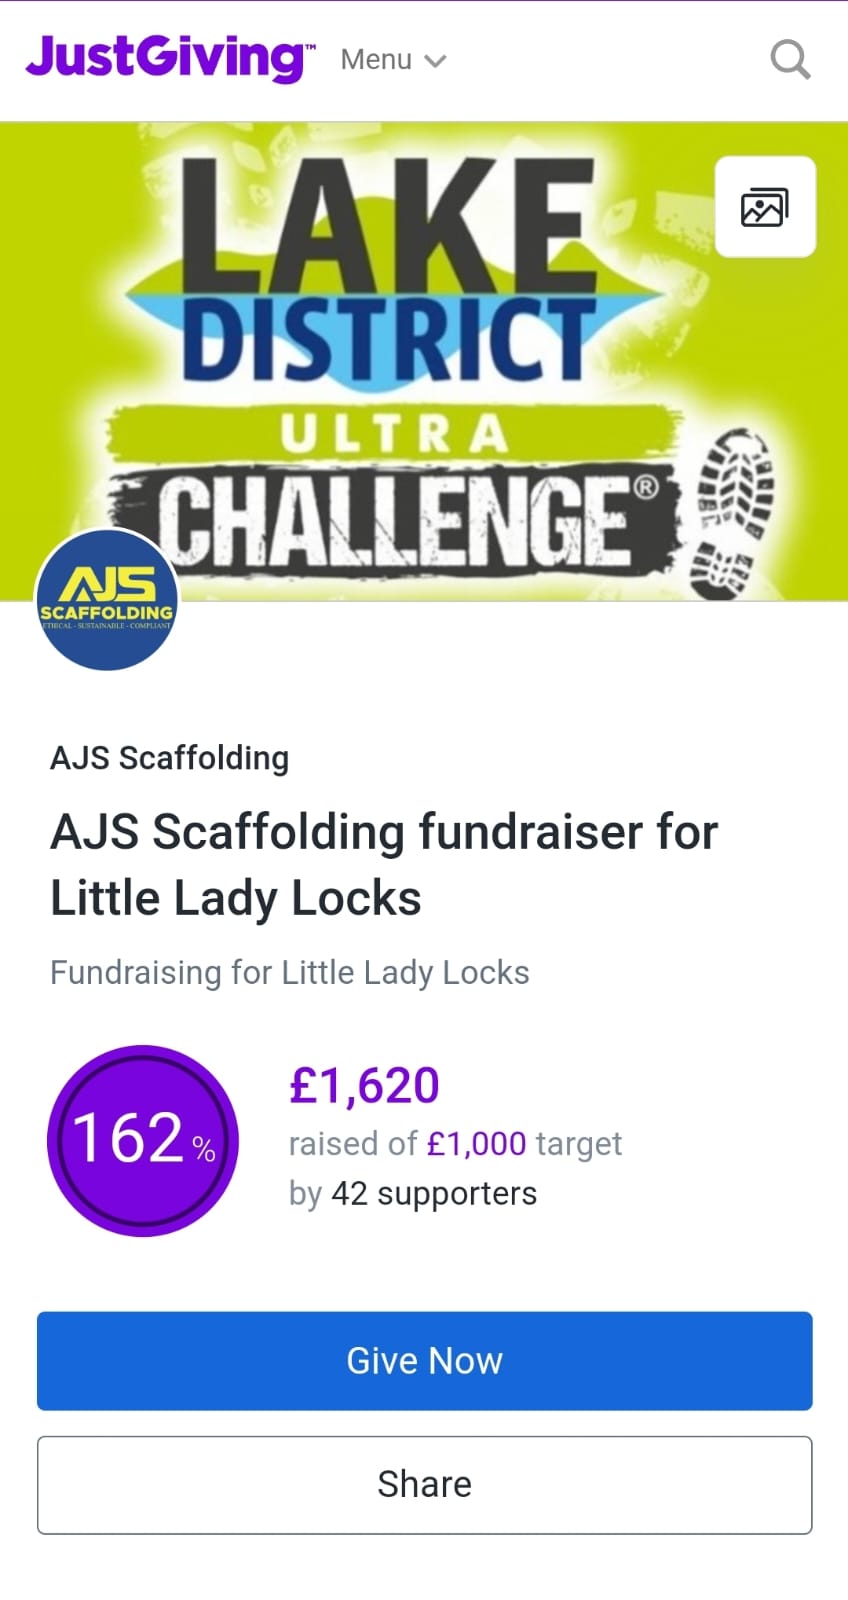 JustGiving™ Menu
LAKE
DISTRICT
ULTRA
CHALLENGE®
AJS
SCAFFOLDING
ETHICAL - SUSTAINABLE - COMPLIANT
AJS Scaffolding
AJS Scaffolding fundraiser for
Little Lady Locks
Fundraising for Little Lady Locks
162%
£1,620
raised of £1,000 target
by 42 supporters
Give Now
Share